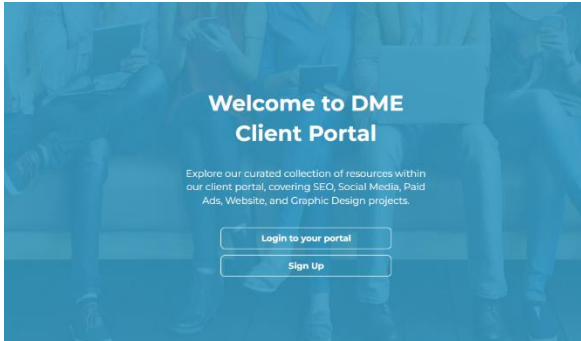 Welcome to DME
Client Portal
Explore our curated collection of resources within
our client portal, covering SEO, Social Media, Paid
Ads, Website, and Graphic Design projects.
Login to your portal
Sign Up